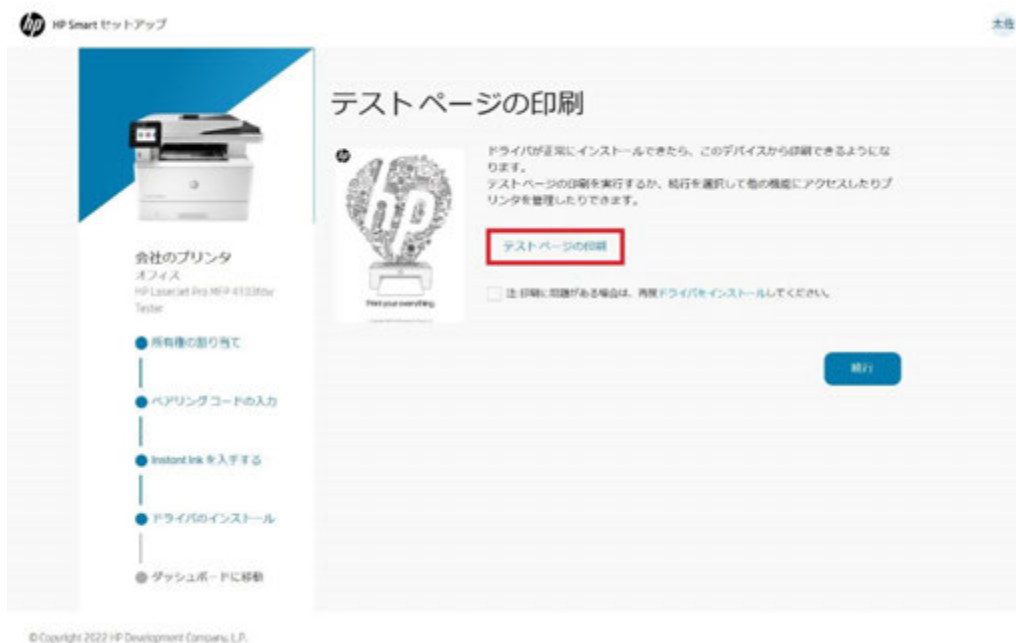 hp HP Smart セットアップ
太佐
テスト ページの印刷
hp
ドライバが正常にインストールできたら、このデバイスから印刷できるようにな
ります。
テストページの印刷を実行するか、続行を選択して他の機能にアクセスしたりプ
リンタを管理したりできます。
テスト ページの印刷
hp
Print your everything
注: 印刷に問題がある場合は、再度ドライバをインストールしてください。
続行
会社のプリンタ
オフィス
HP LaserJet Pro MFP 4103fdw
Tester
所有権の割り当て
ペアリング コードの入力
Instant Ink を入手する
ドライバのインストール
ダッシュボードに移動
© Copyright 2022 HP Development Company, L.P.